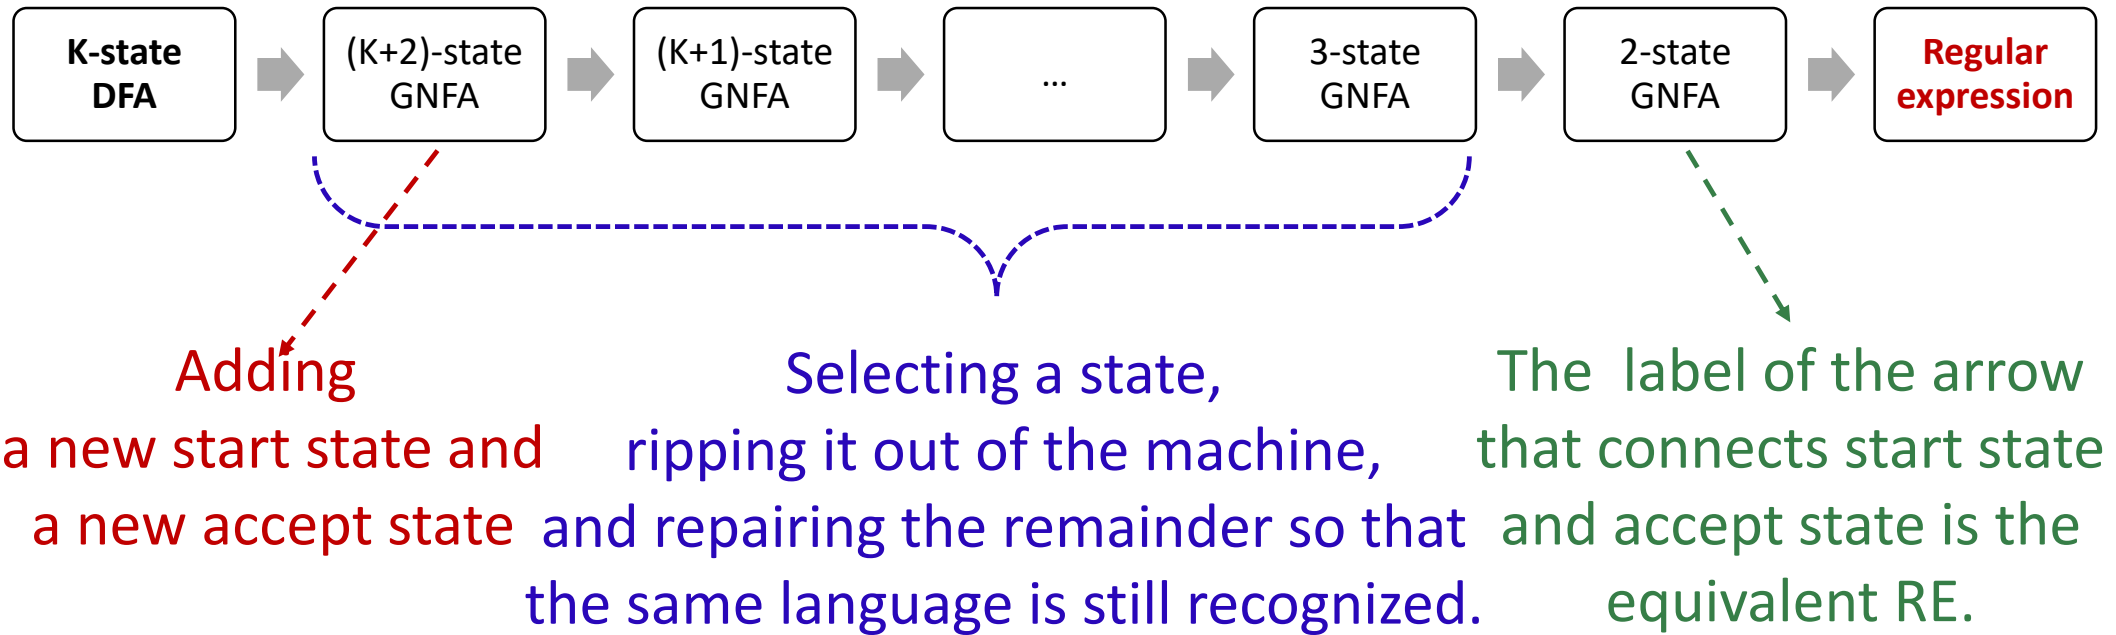 K-state
DFA
(K+2)-state
GNFA
(K+1)-state
GNFA
...
3-state
GNFA
2-state
GNFA
Regular
expression
Adding
a new start state and
a new accept state
Selecting a state,
ripping it out of the machine,
and repairing the remainder so that
the same language is still recognized.
The label of the arrow
that connects start state
and accept state is the
equivalent RE.